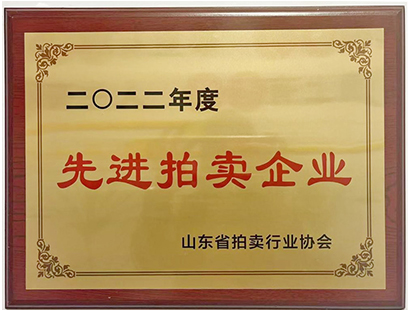 二〇二二年度
先进拍卖企业
山东省拍卖行业协会